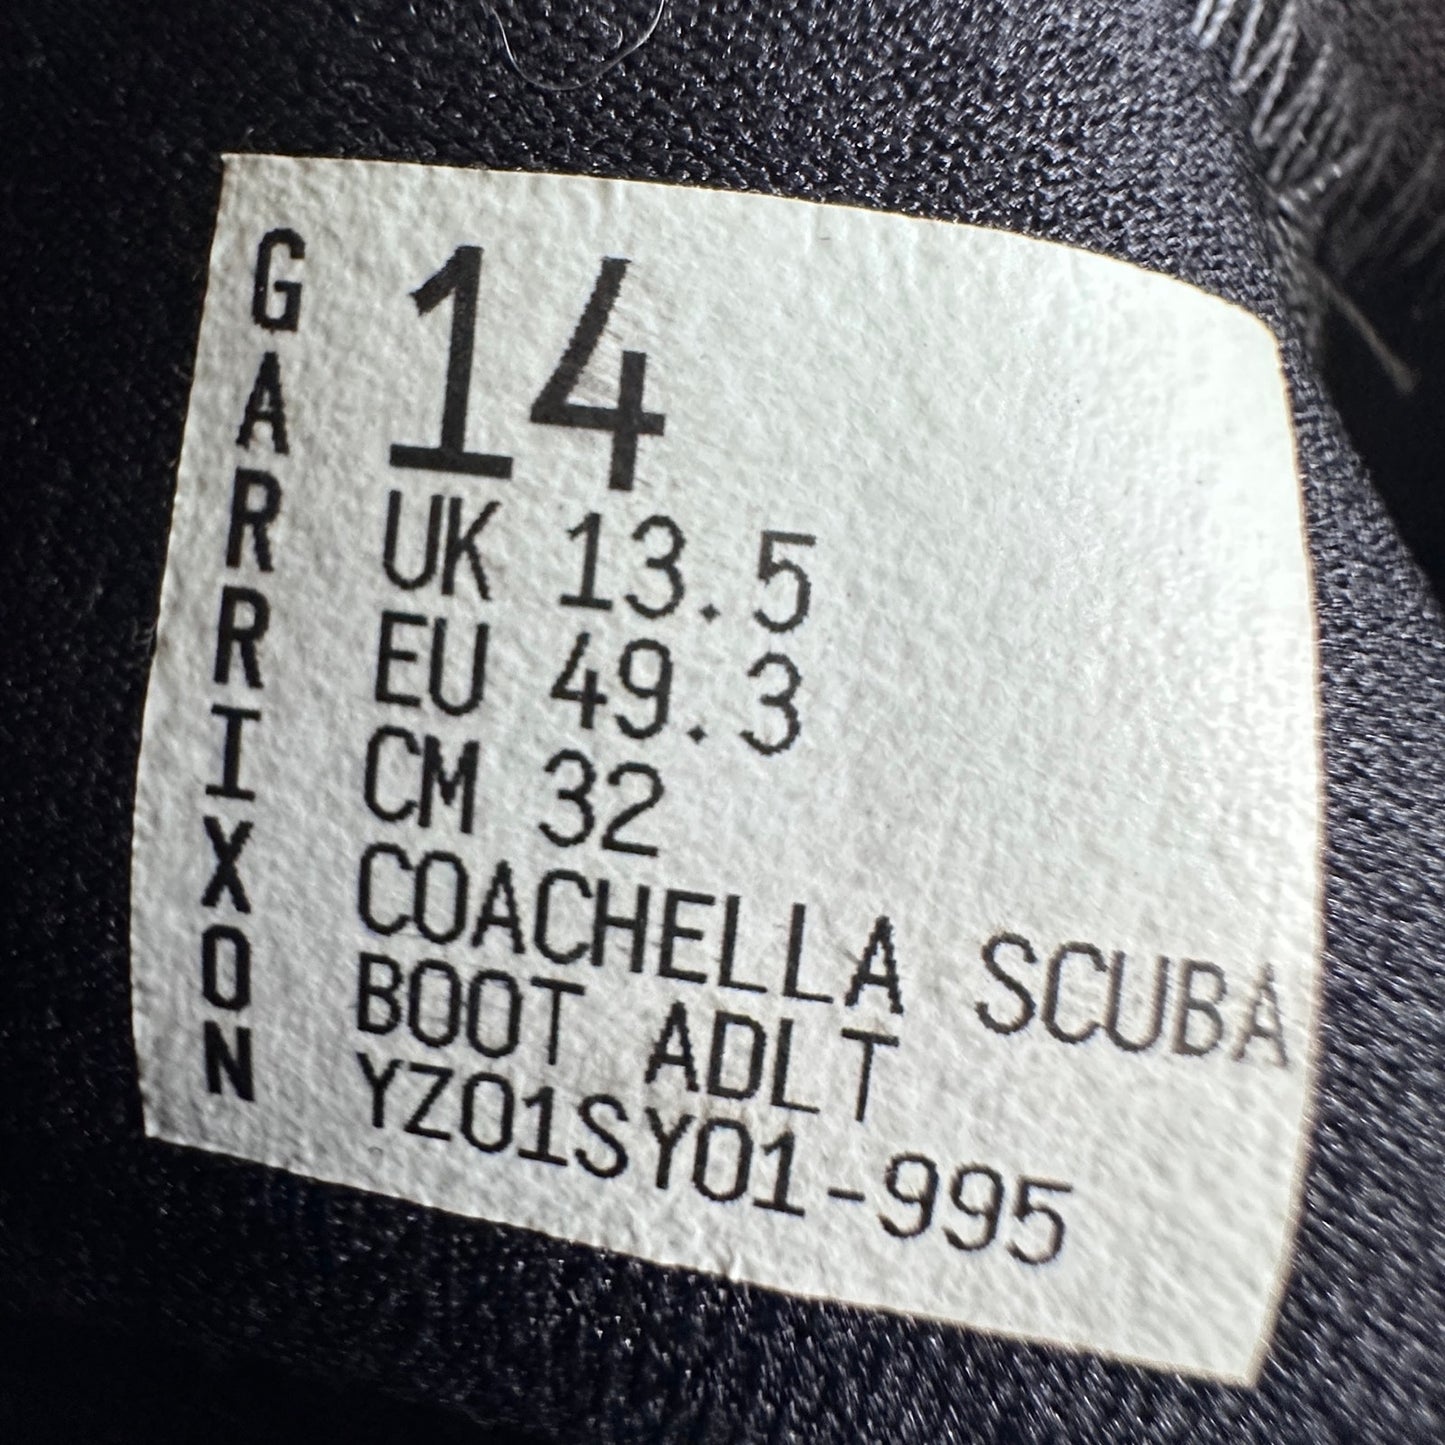 GARRIXON
14
UK 13.5
EU 49.3
CM 32
COACHELLA SCUBA
BOOT ADLT
YZ01SY01-995